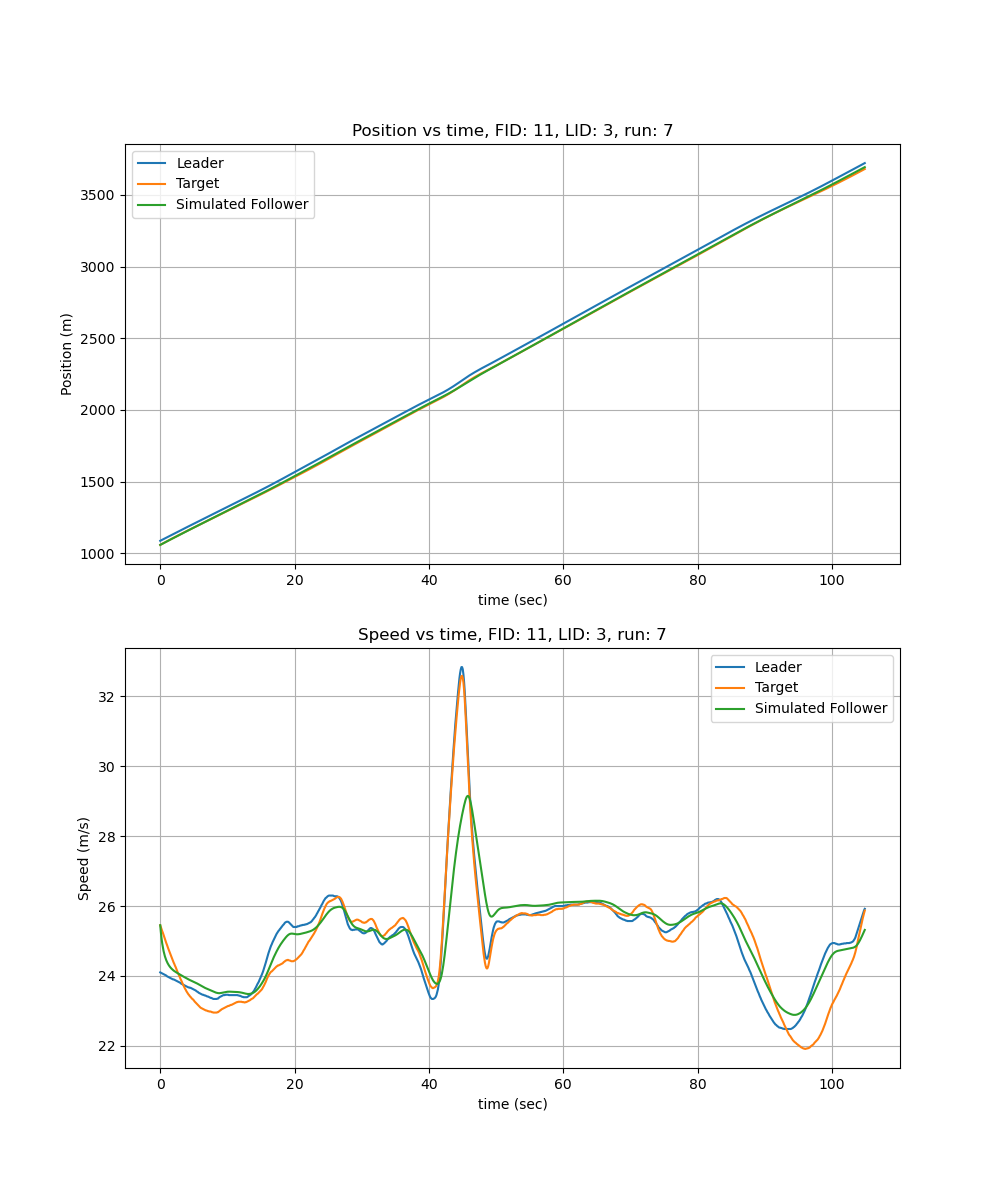 Position vs time, FID: 11, LID: 3, run: 7
Leader
Target
Simulated Follower
3500
3000
2500
2000
1500
1000
Position (m)
0 20 40 60 80 100
time (sec)
Speed vs time, FID: 11, LID: 3, run: 7
Leader
Target
Simulated Follower
32
30
28
26
24
22
Speed (m/s)
0 20 40 60 80 100
time (sec)